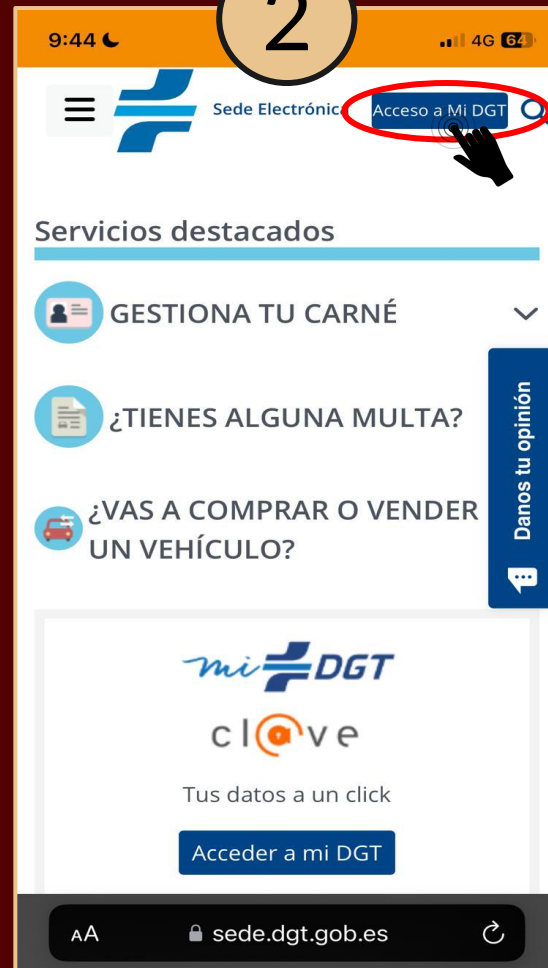 2
9:44
4G 64
Sede Electrónica
Acceso a Mi DGT
Servicios destacados
GESTIONA TU CARNÉ
¿TIENES ALGUNA MULTA?
¿VAS A COMPRAR O VENDER
UN VEHÍCULO?
Danos tu opinión
mi DGT
cl@ve
Tus datos a un click
Acceder a mi DGT
AA
sede.dgt.gob.es